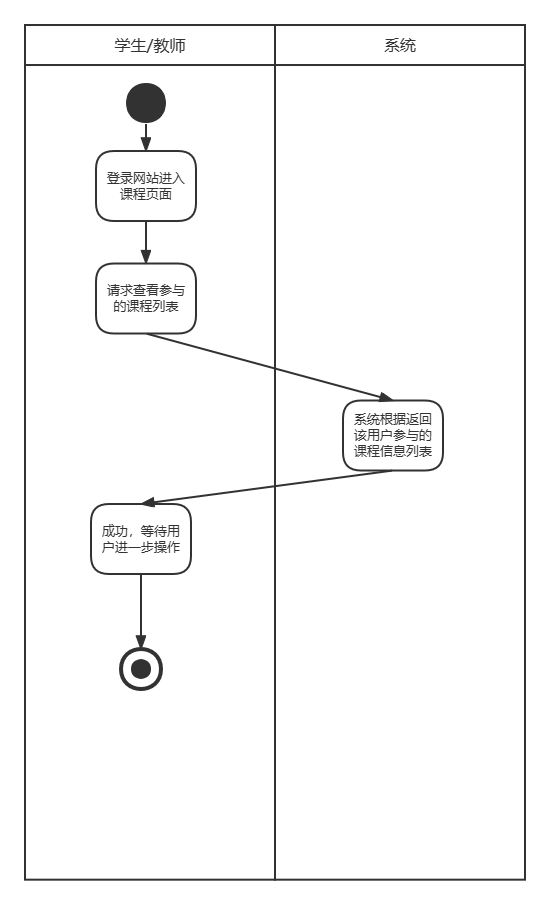 学生/教师
系统
登录网站进入
课程页面
请求查看参与
的课程列表
系统根据返回
该用户参与的
课程信息列表
成功，等待用
户进一步操作